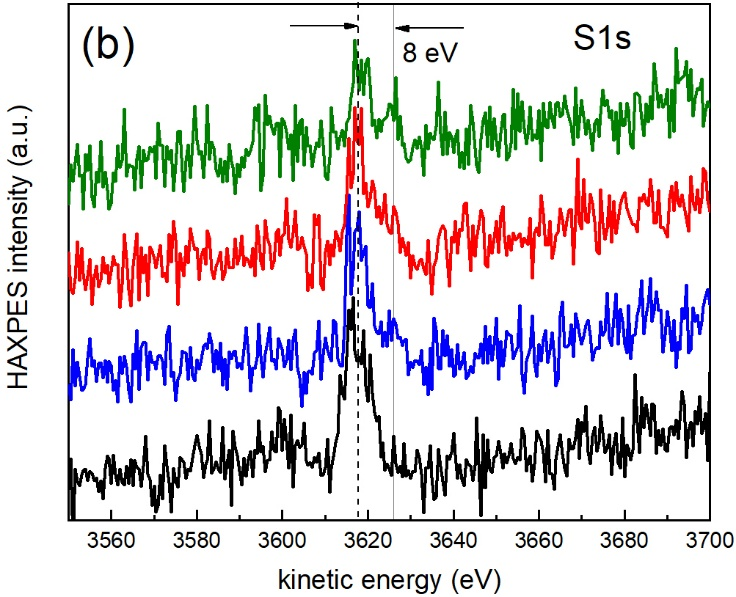 (b)
S1s
8 eV
HAXPES intensity (a.u.)
3560 3580 3600 3620 3640 3660 3680 3700
kinetic energy (eV)